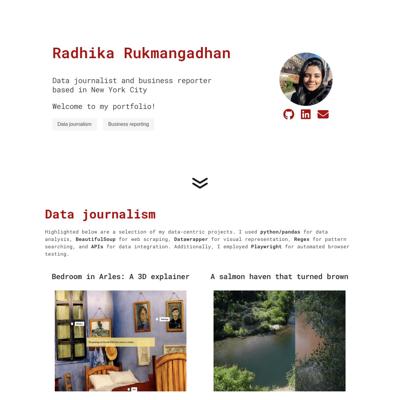 Radhika Rukmangadhan
Data journalist and business reporter
based in New York City
Welcome to my portfolio!
Data journalism
Business reporting
Data journalism
Highlighted below are a selection of my data-centric projects. I used python/pandas for data
analysis, BeautifulSoup for web scraping, Datawrapper for visual representation, Regex for pattern
searching, and APIs for data integration. Additionally, I employed Playwright for automated browser
testing.
Bedroom in Arles: A 3D explainer
A salmon haven that turned brown